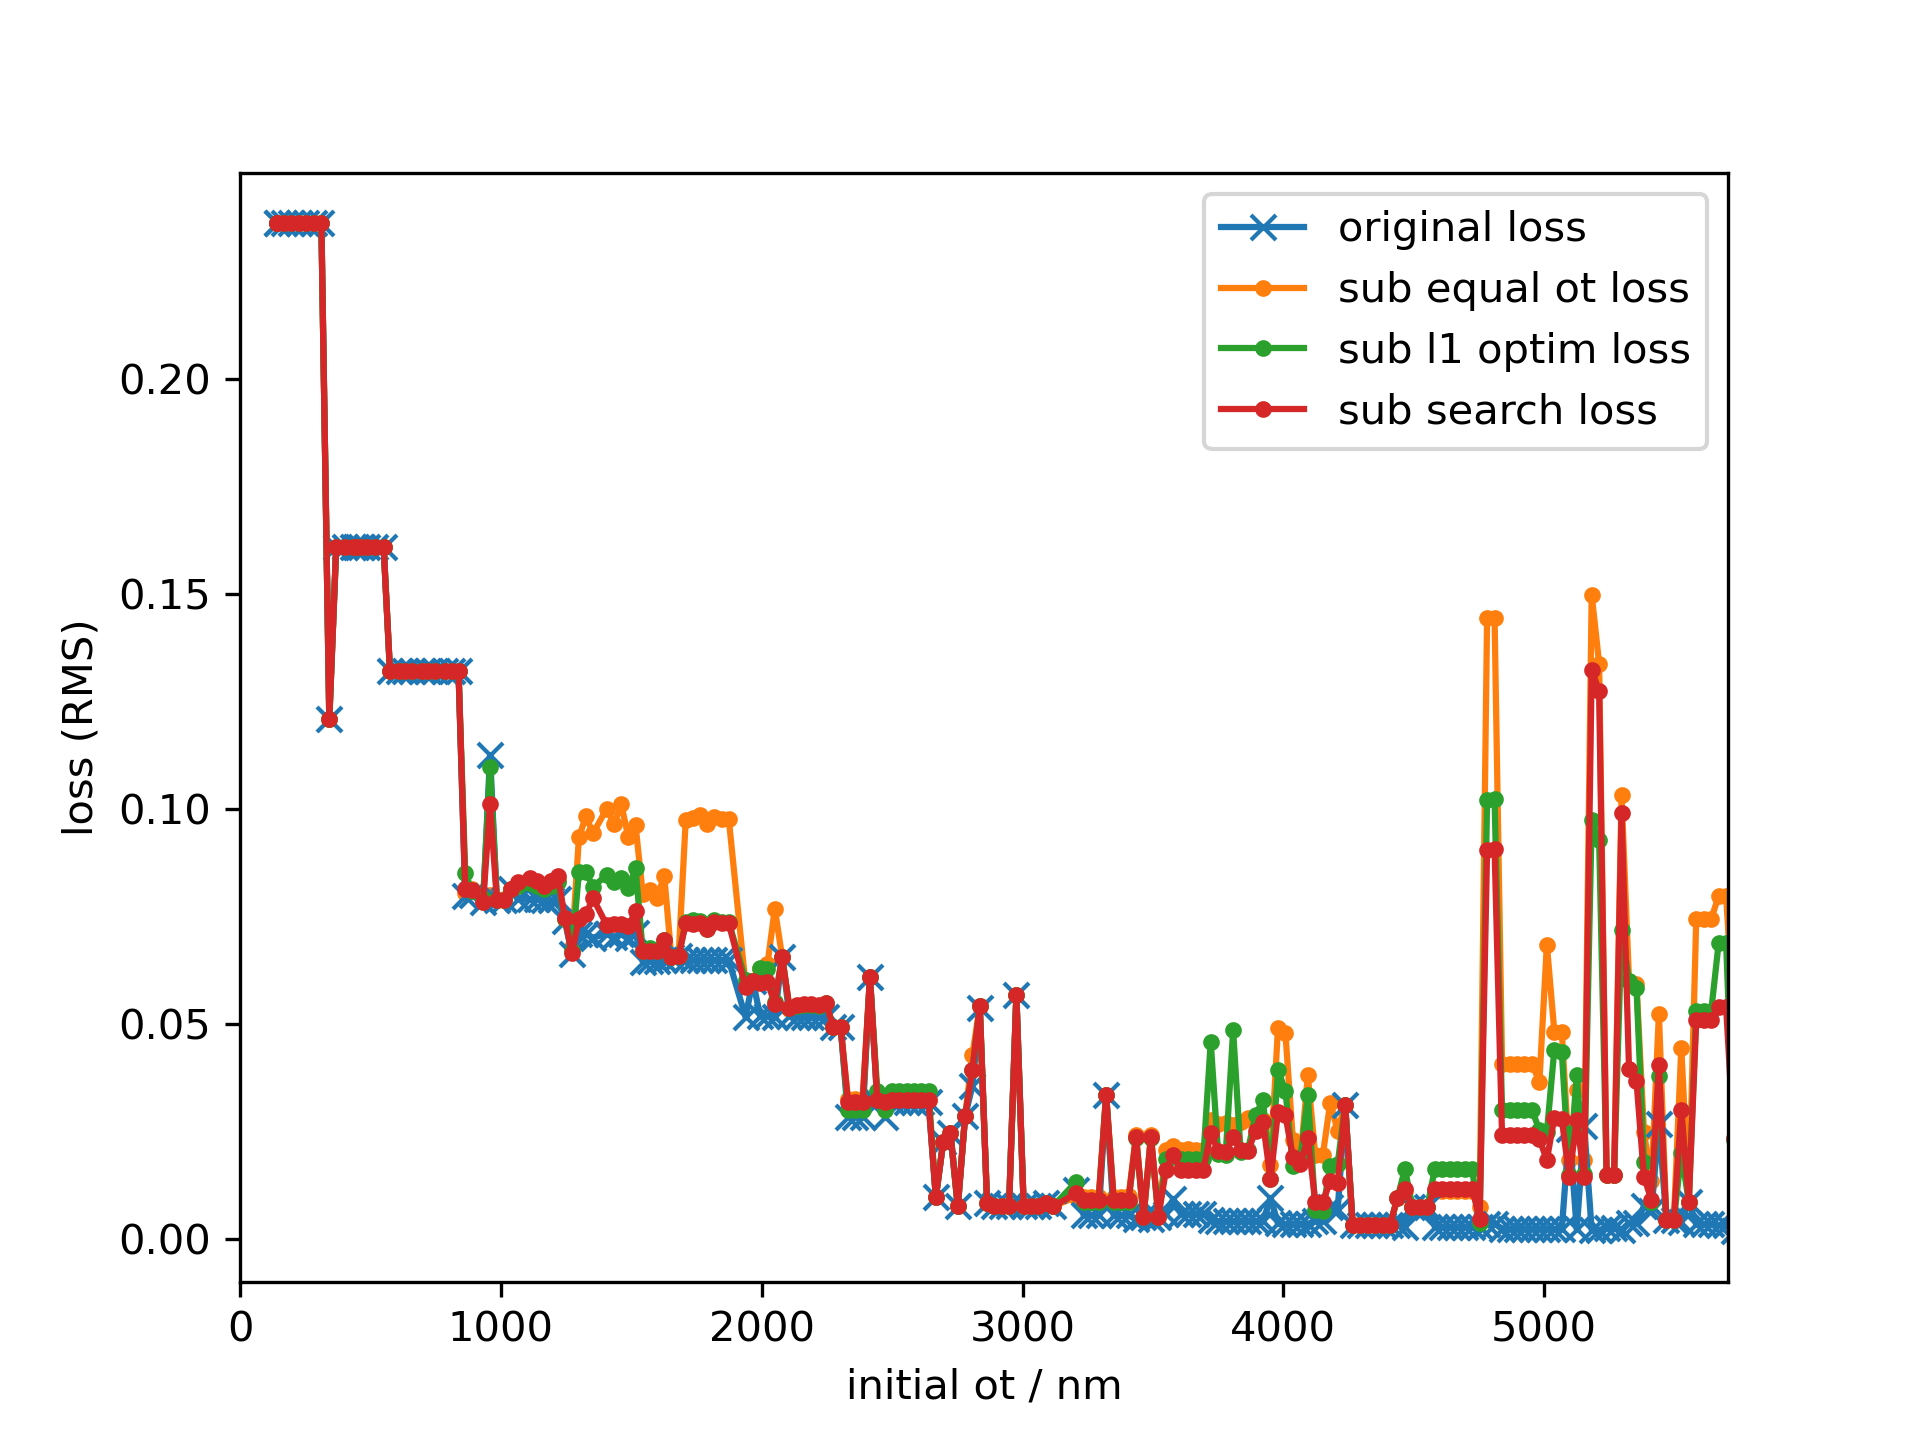 original loss
sub equal ot loss
sub l1 optim loss
sub search loss
0.20
0.15
0.10
0.05
0.00
loss (RMS)
0 1000 2000 3000 4000 5000
initial ot / nm